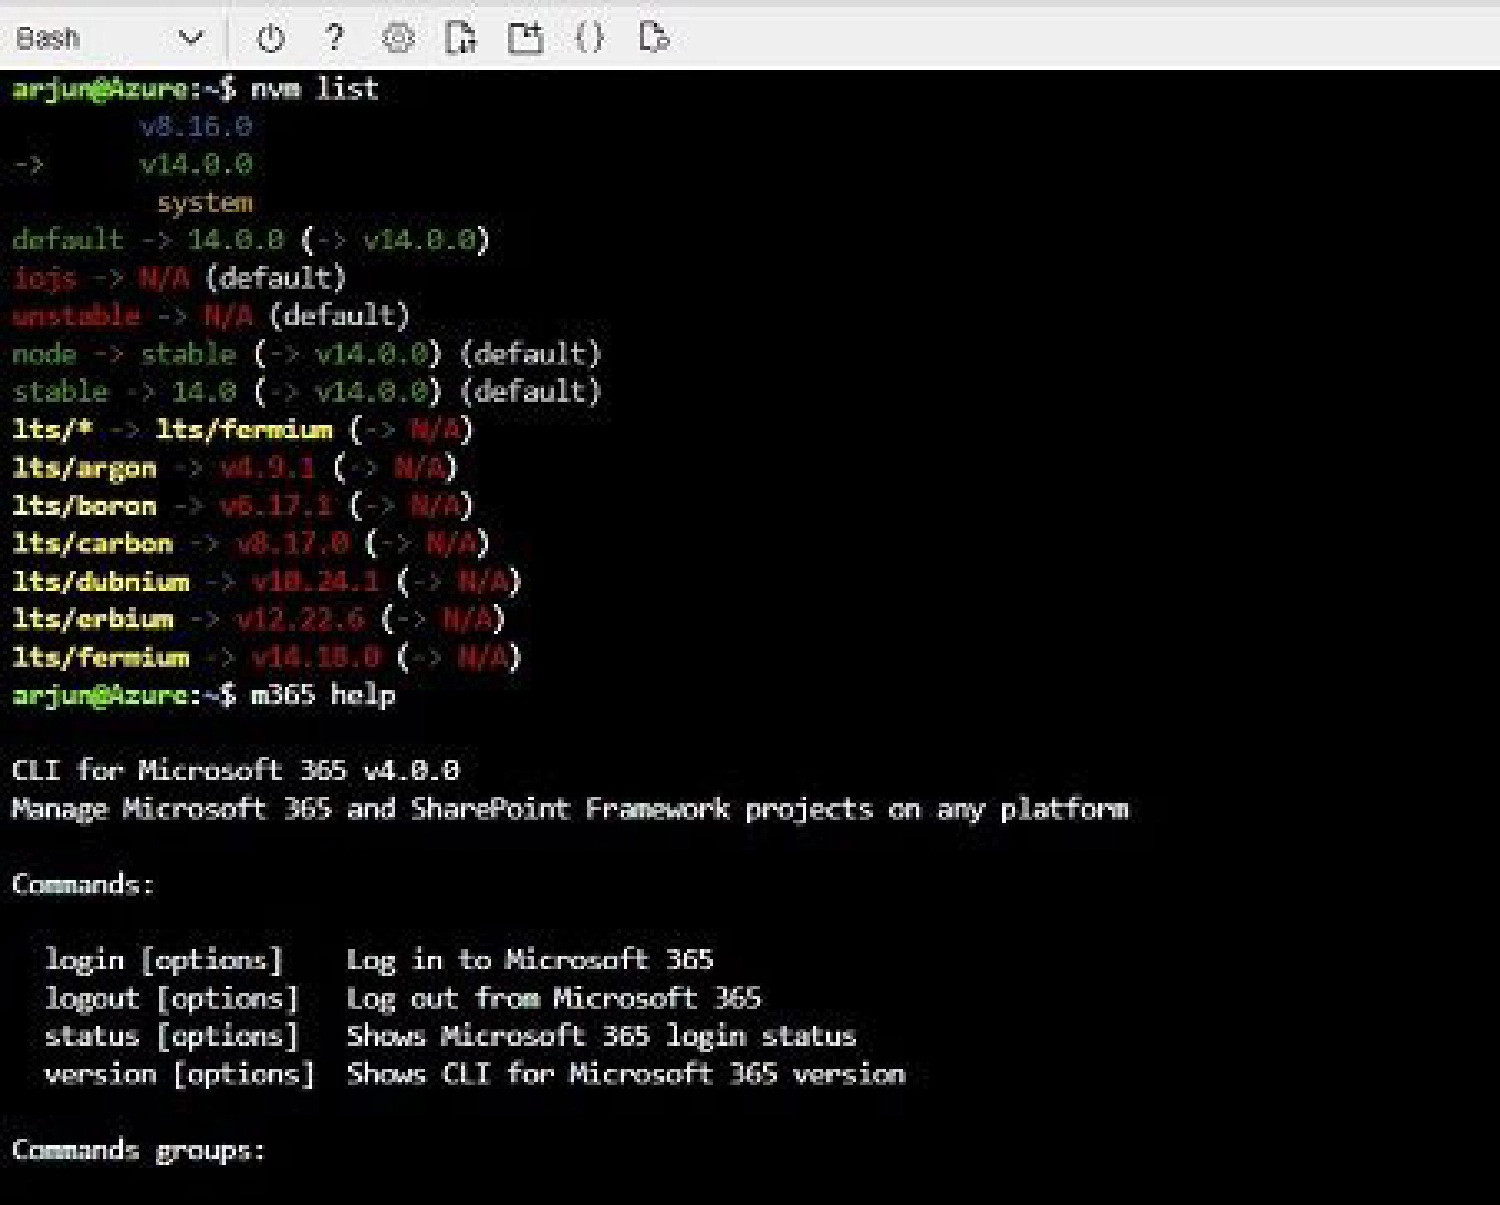 Bash
arjun@Azure:~$ nvm list
v8.16.0
-> v14.0.0
system
default -> 14.0.0 (-> v14.0.0)
iojs -> N/A (default)
unstable -> N/A (default)
node -> stable (-> v14.0.0) (default)
stable -> 14.0 (-> v14.0.0) (default)
lts/* -> lts/fermium (-> N/A)
lts/argon -> v4.9.1 (-> N/A)
lts/boron -> v6.17.1 (-> N/A)
lts/carbon -> v8.17.0 (-> N/A)
lts/dubnium -> v10.24.1 (-> N/A)
lts/erbium -> v12.22.6 (-> N/A)
lts/fermium -> v14.18.0 (-> N/A)
arjun@Azure:~$ m365 help
CLI for Microsoft 365 v4.0.0
Manage Microsoft 365 and SharePoint Framework projects on any platform
Commands:
login [options] Log in to Microsoft 365
logout [options] Log out from Microsoft 365
status [options] Shows Microsoft 365 login status
version [options] Shows CLI for Microsoft 365 version
Commands groups: